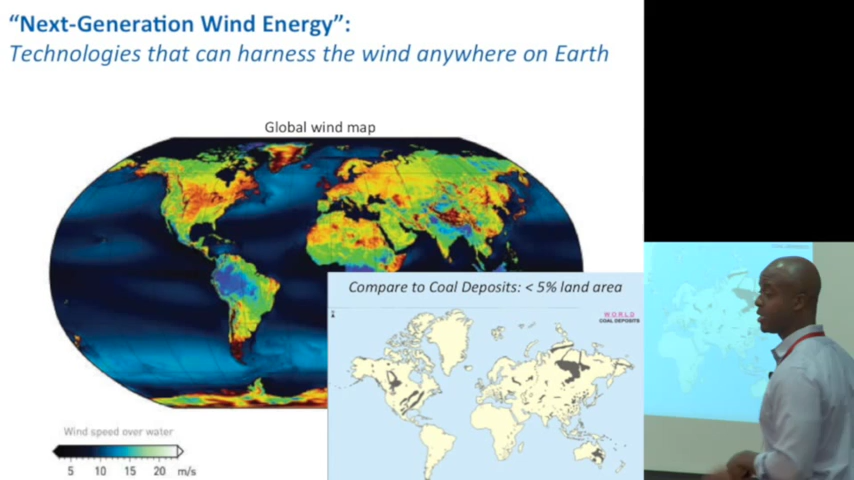 “Next-Generation Wind Energy”:
Technologies that can harness the wind anywhere on Earth
Global wind map
Compare to Coal Deposits: < 5% land area
WORLD
COAL DEPOSITS
Wind speed over water
5 10 15 20 m/s